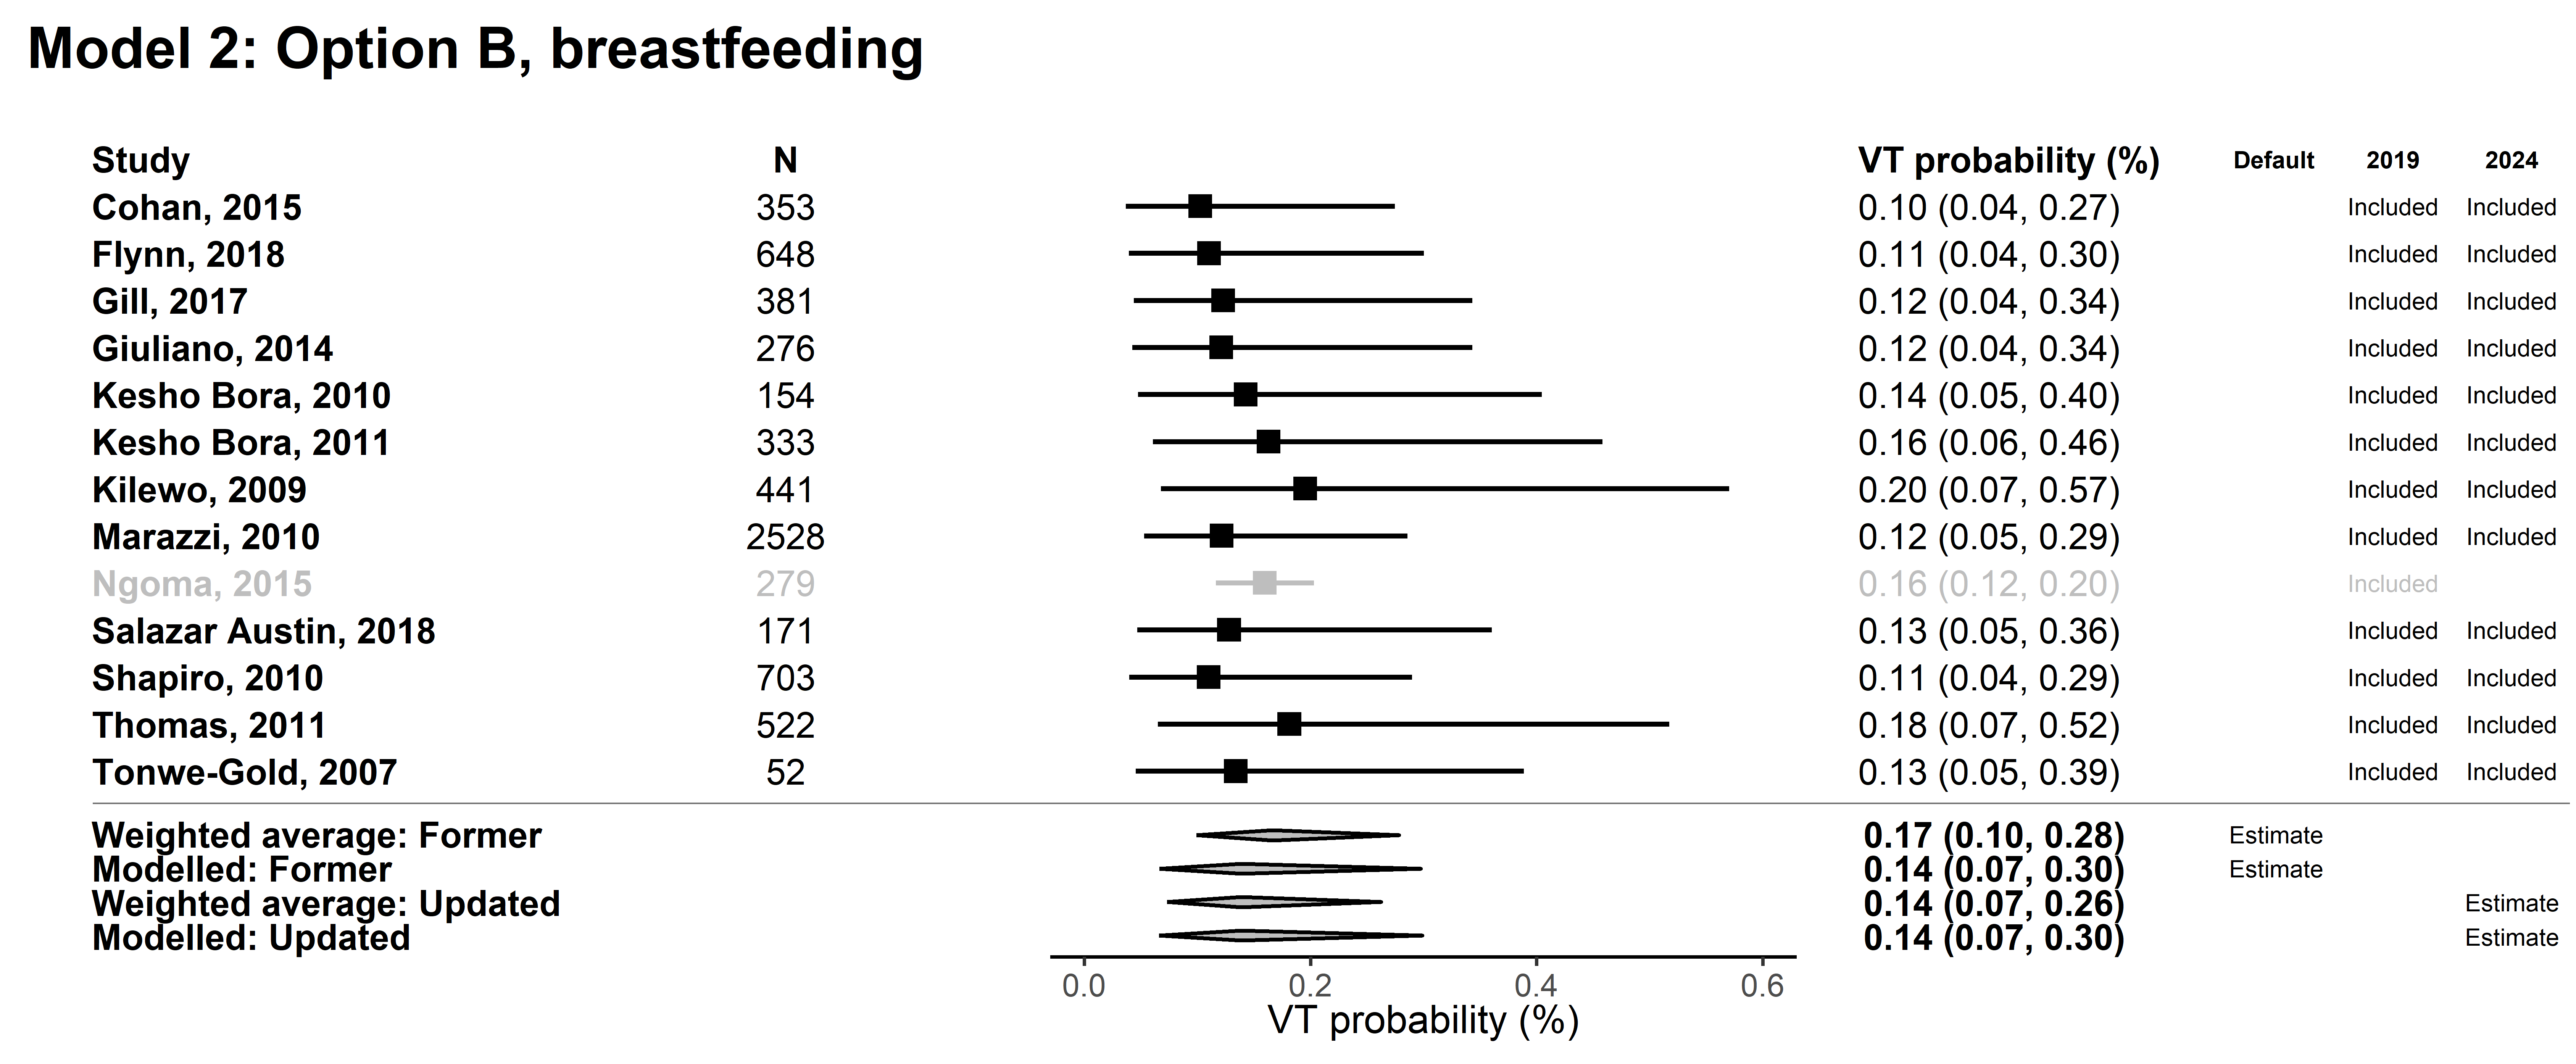 Model 2: Option B, breastfeeding
Study N VT probability (%) Default 2019 2024
Cohan, 2015 353 0.10 (0.04, 0.27) Included Included
Flynn, 2018 648 0.11 (0.04, 0.30) Included Included
Gill, 2017 381 0.12 (0.04, 0.34) Included Included
Giuliano, 2014 276 0.12 (0.04, 0.34) Included Included
Kesho Bora, 2010 154 0.14 (0.05, 0.40) Included Included
Kesho Bora, 2011 333 0.16 (0.06, 0.46) Included Included
Kilewo, 2009 441 0.20 (0.07, 0.57) Included Included
Marazzi, 2010 2528 0.12 (0.05, 0.29) Included Included
Ngoma, 2015 279 0.16 (0.12, 0.20) Included
Salazar Austin, 2018 171 0.13 (0.05, 0.36) Included Included
Shapiro, 2010 703 0.11 (0.04, 0.29) Included Included
Thomas, 2011 522 0.18 (0.07, 0.52) Included Included
Tonwe-Gold, 2007 52 0.13 (0.05, 0.39) Included Included
Weighted average: Former 0.17 (0.10, 0.28) Estimate
Modelled: Former 0.14 (0.07, 0.30) Estimate
Weighted average: Updated 0.14 (0.07, 0.26) Estimate
Modelled: Updated 0.14 (0.07, 0.30) Estimate
0.0 0.2 0.4 0.6
VT probability (%)